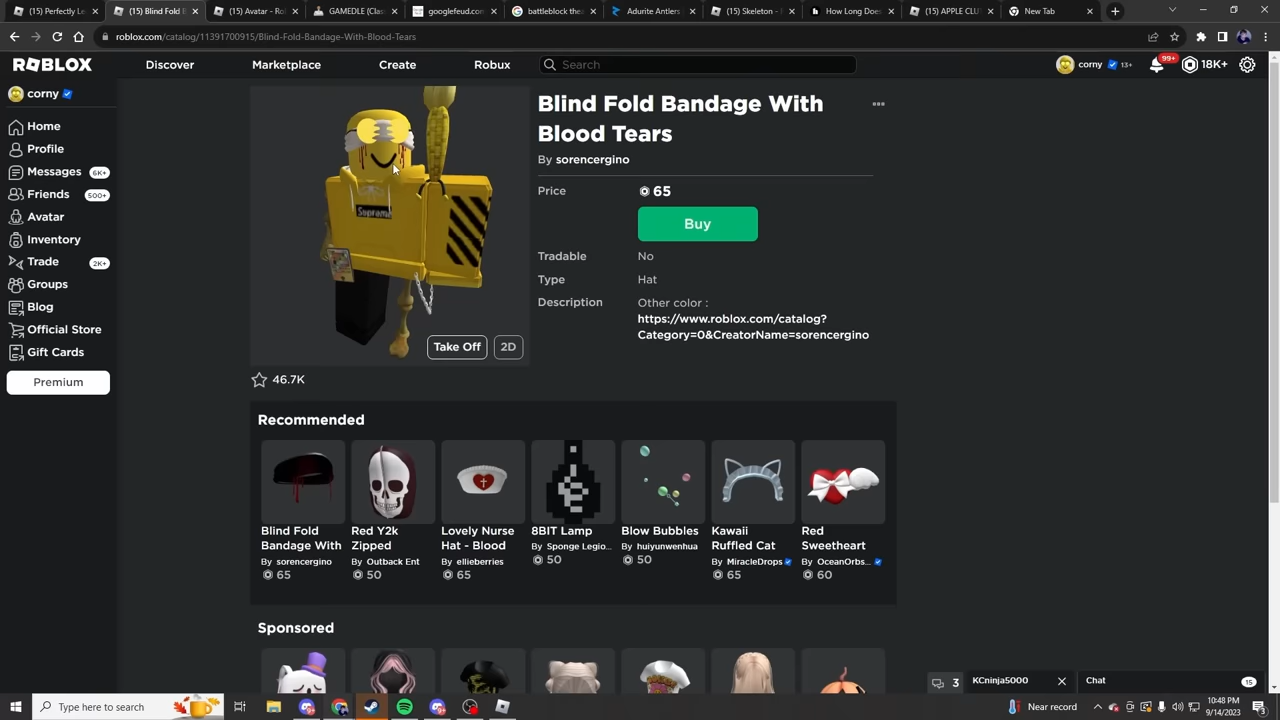 (15) Perfectly Le
(15) Blind Fold B
(15) Avatar - Rob
GAMEDLE (Clas
googlefeud.com
battleblock the
Adurite Antlers
(15) Skeleton - R
How Long Does
(15) APPLE CLU
New Tab
roblox.com/catalog/11391700915/Blind-Fold-Bandage-With-Blood-Tears
ROBLOX
Discover
Marketplace
Create
Robux
Search
corny 13+
99+
18K+
corny
Home
Profile
Messages 6K+
Friends 500+
Avatar
Inventory
Trade 2K+
Groups
Blog
Official Store
Gift Cards
Premium
Supreme
Take Off
2D
46.7K
Blind Fold Bandage With
Blood Tears
By sorencergino
Price 65
Buy
Tradable No
Type Hat
Description Other color :
https://www.roblox.com/catalog?
Category=0&CreatorName=sorencergino
Recommended
Blind Fold
Bandage With
By sorencergino
65
Red Y2k
Zipped
By Outback Ent
50
Lovely Nurse
Hat - Blood
By ellieberries
65
8BIT Lamp
By Sponge Legio...
50
Blow Bubbles
By huiyunwenhua
50
Kawaii
Ruffled Cat
By MiracleDrops
65
Red
Sweetheart
By OceanOrbs...
60
Sponsored
3
KCninja5000
Chat
15
Type here to search
Near record
10:48 PM
9/14/2023